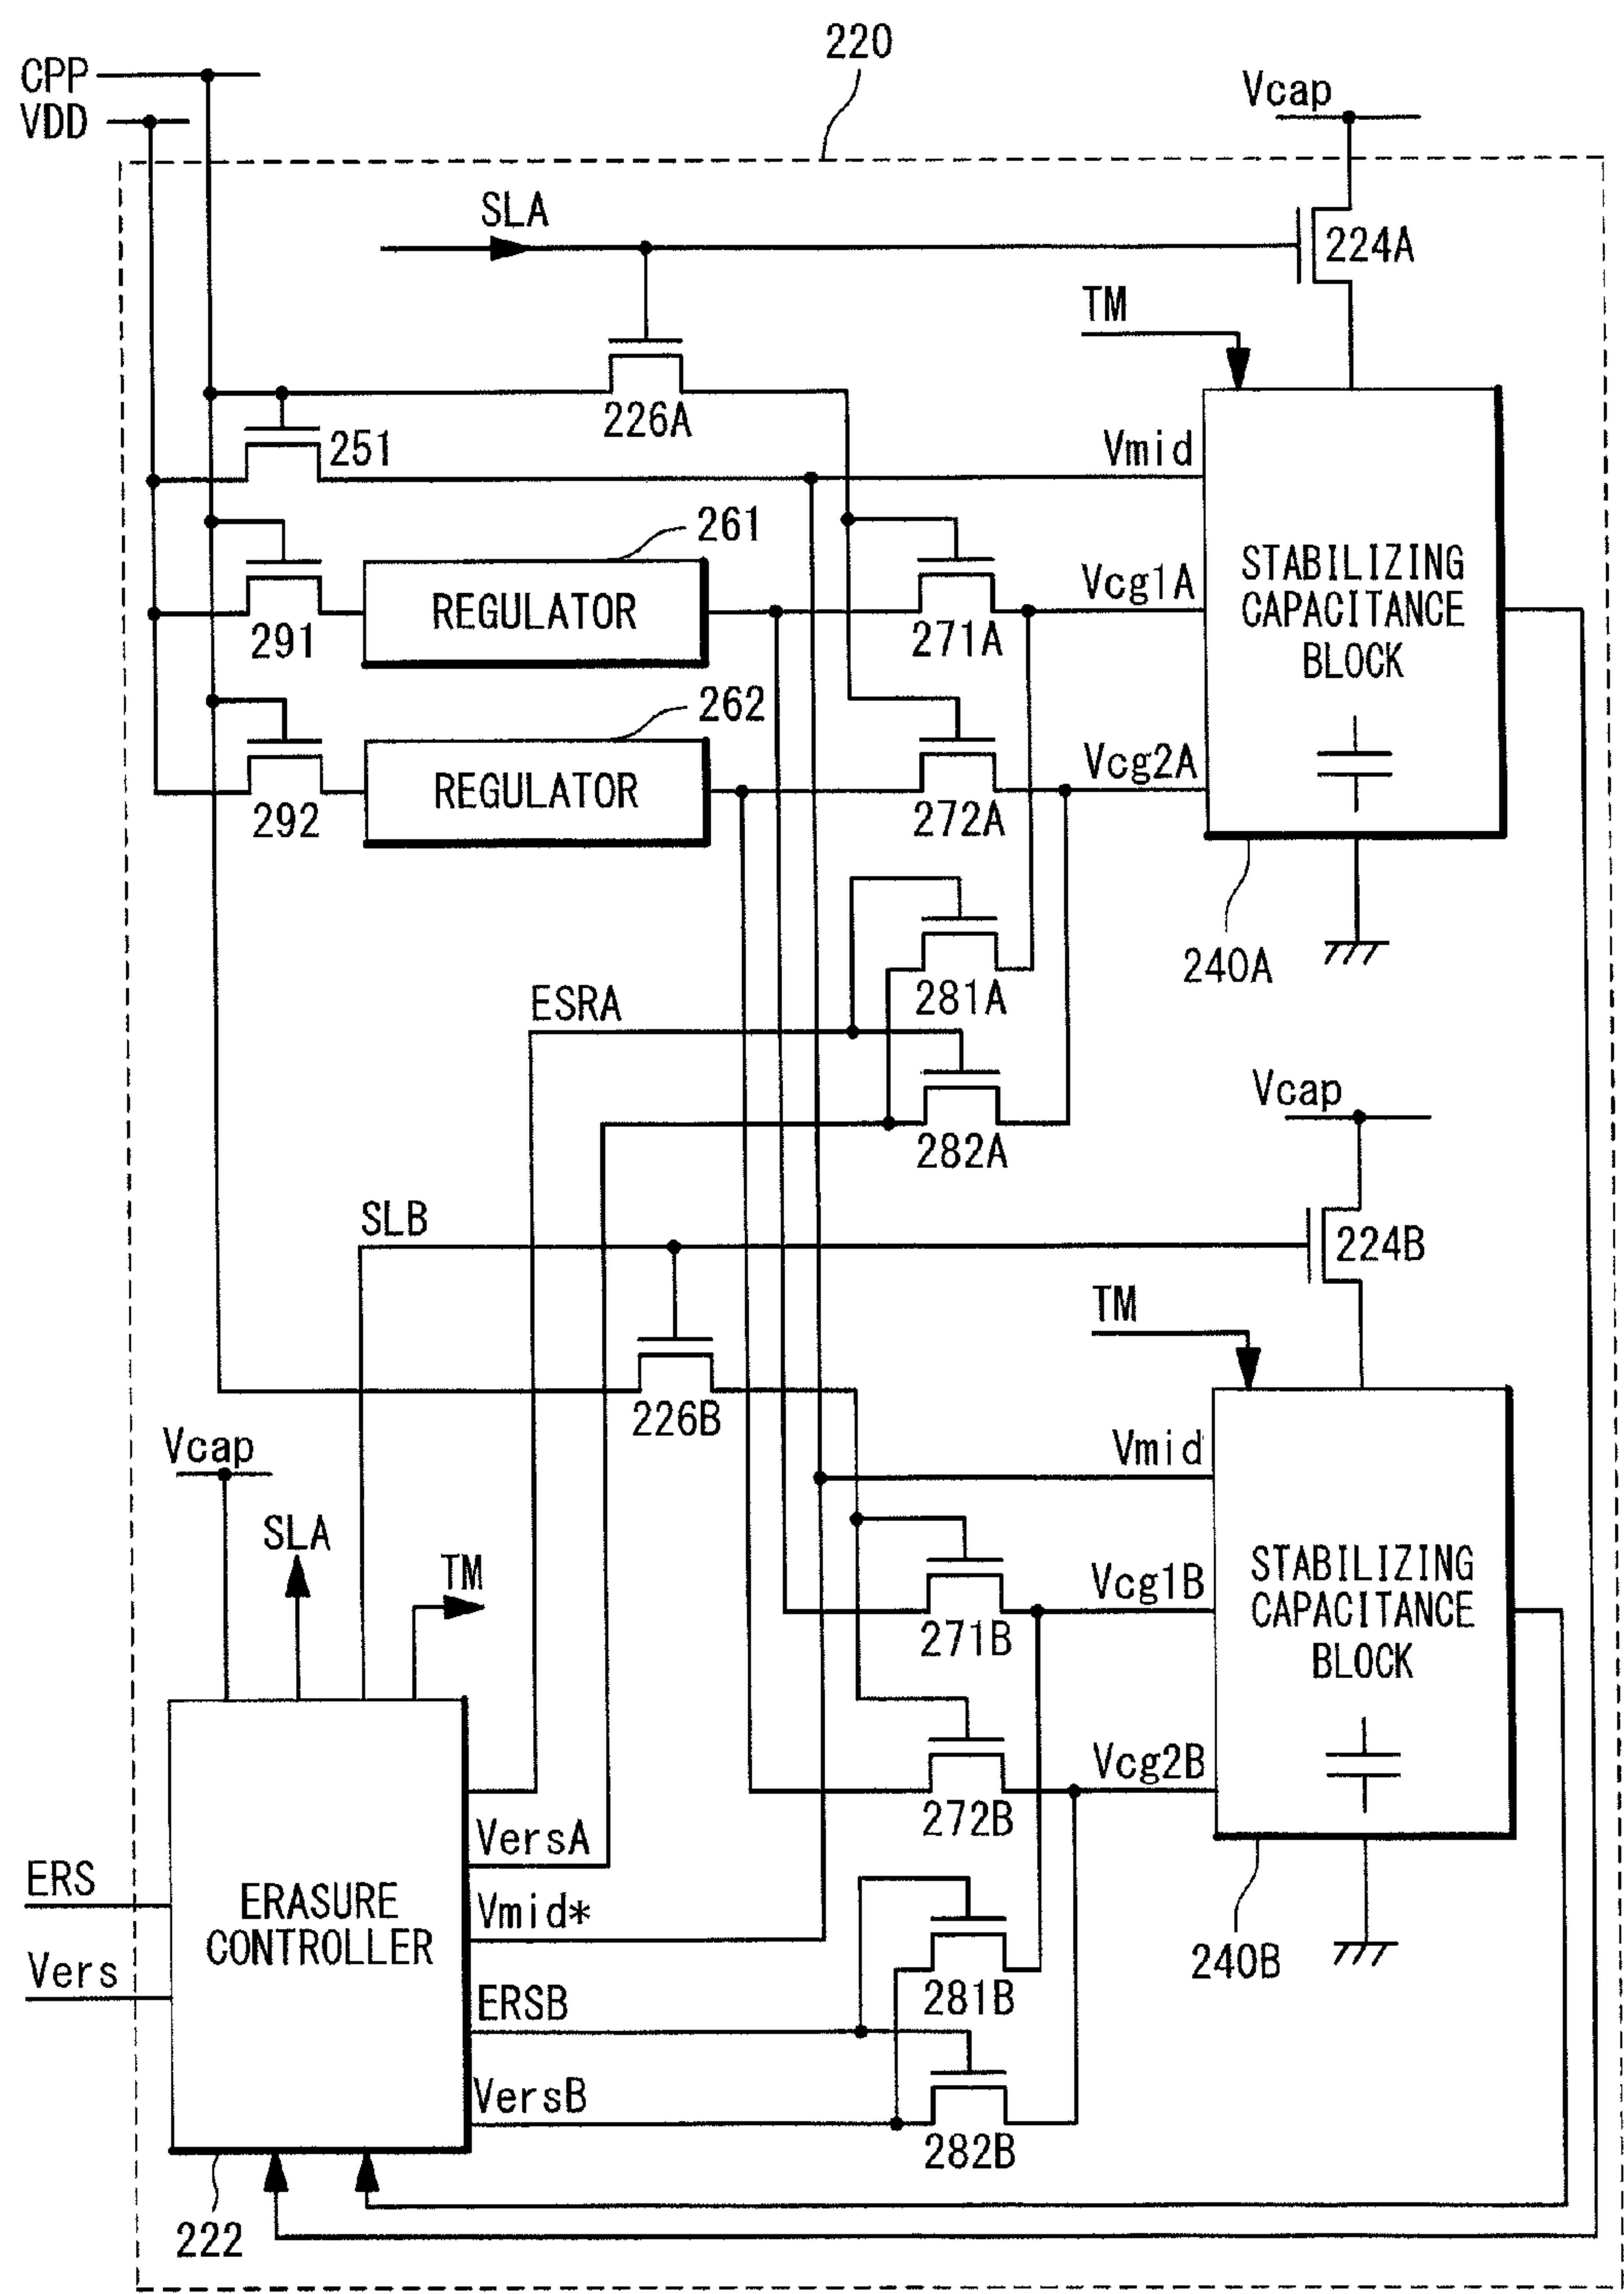 220
CPP
VDD
Vcap
SLA
224A
TM
226A
251
Vmid
261
REGULATOR
291
271A
Vcg1A
STABILIZING
CAPACITANCE
BLOCK
262
REGULATOR
292
272A
Vcg2A
240A
281A
ESRA
282A
Vcap
SLB
224B
TM
226B
Vcap
SLA
TM
Vmid
271B
Vcg1B
STABILIZING
CAPACITANCE
BLOCK
272B
Vcg2B
240B
VersA
ERS
ERASURE
CONTROLLER
Vmid*
Vers
ERSB
281B
VersB
282B
222